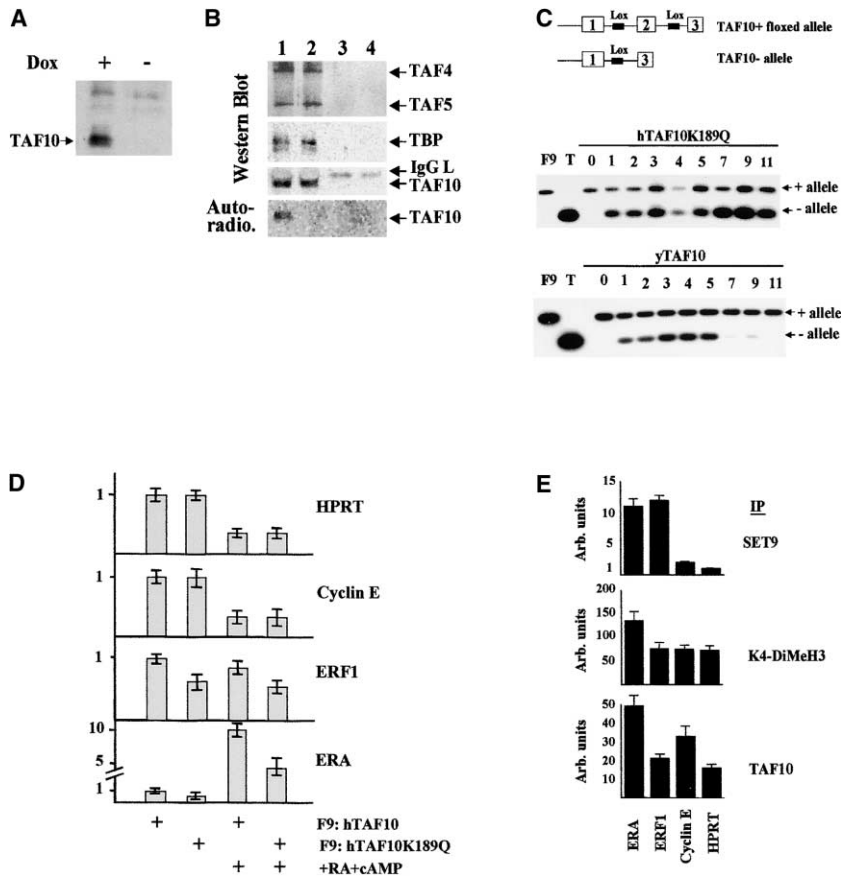 A
Dox + -
TAF10
B
1 2 3 4
Western Blot
TAF4
TAF5
TBP
IgG L
TAF10
Auto-
radio.
TAF10
C
Lox Lox
1 2 3 TAF10+ floxed allele
Lox
1 3 TAF10- allele
hTAF10K189Q
F9 T 0 1 2 3 4 5 7 9 11
+ allele
- allele
yTAF10
F9 T 0 1 2 3 4 5 7 9 11
+ allele
- allele
D
1 HPRT
1 Cyclin E
1 ERF1
10
5
1
ERA
+ + F9: hTAF10
+ + F9: hTAF10K189Q
+ + +RA+cAMP
E
Arb. units
15
10
5
1
IP
SET9
Arb. units
200
150
100
50
K4-DiMeH3
Arb. units
50
40
30
20
10
TAF10
ERA
ERF1
Cyclin E
HPRT